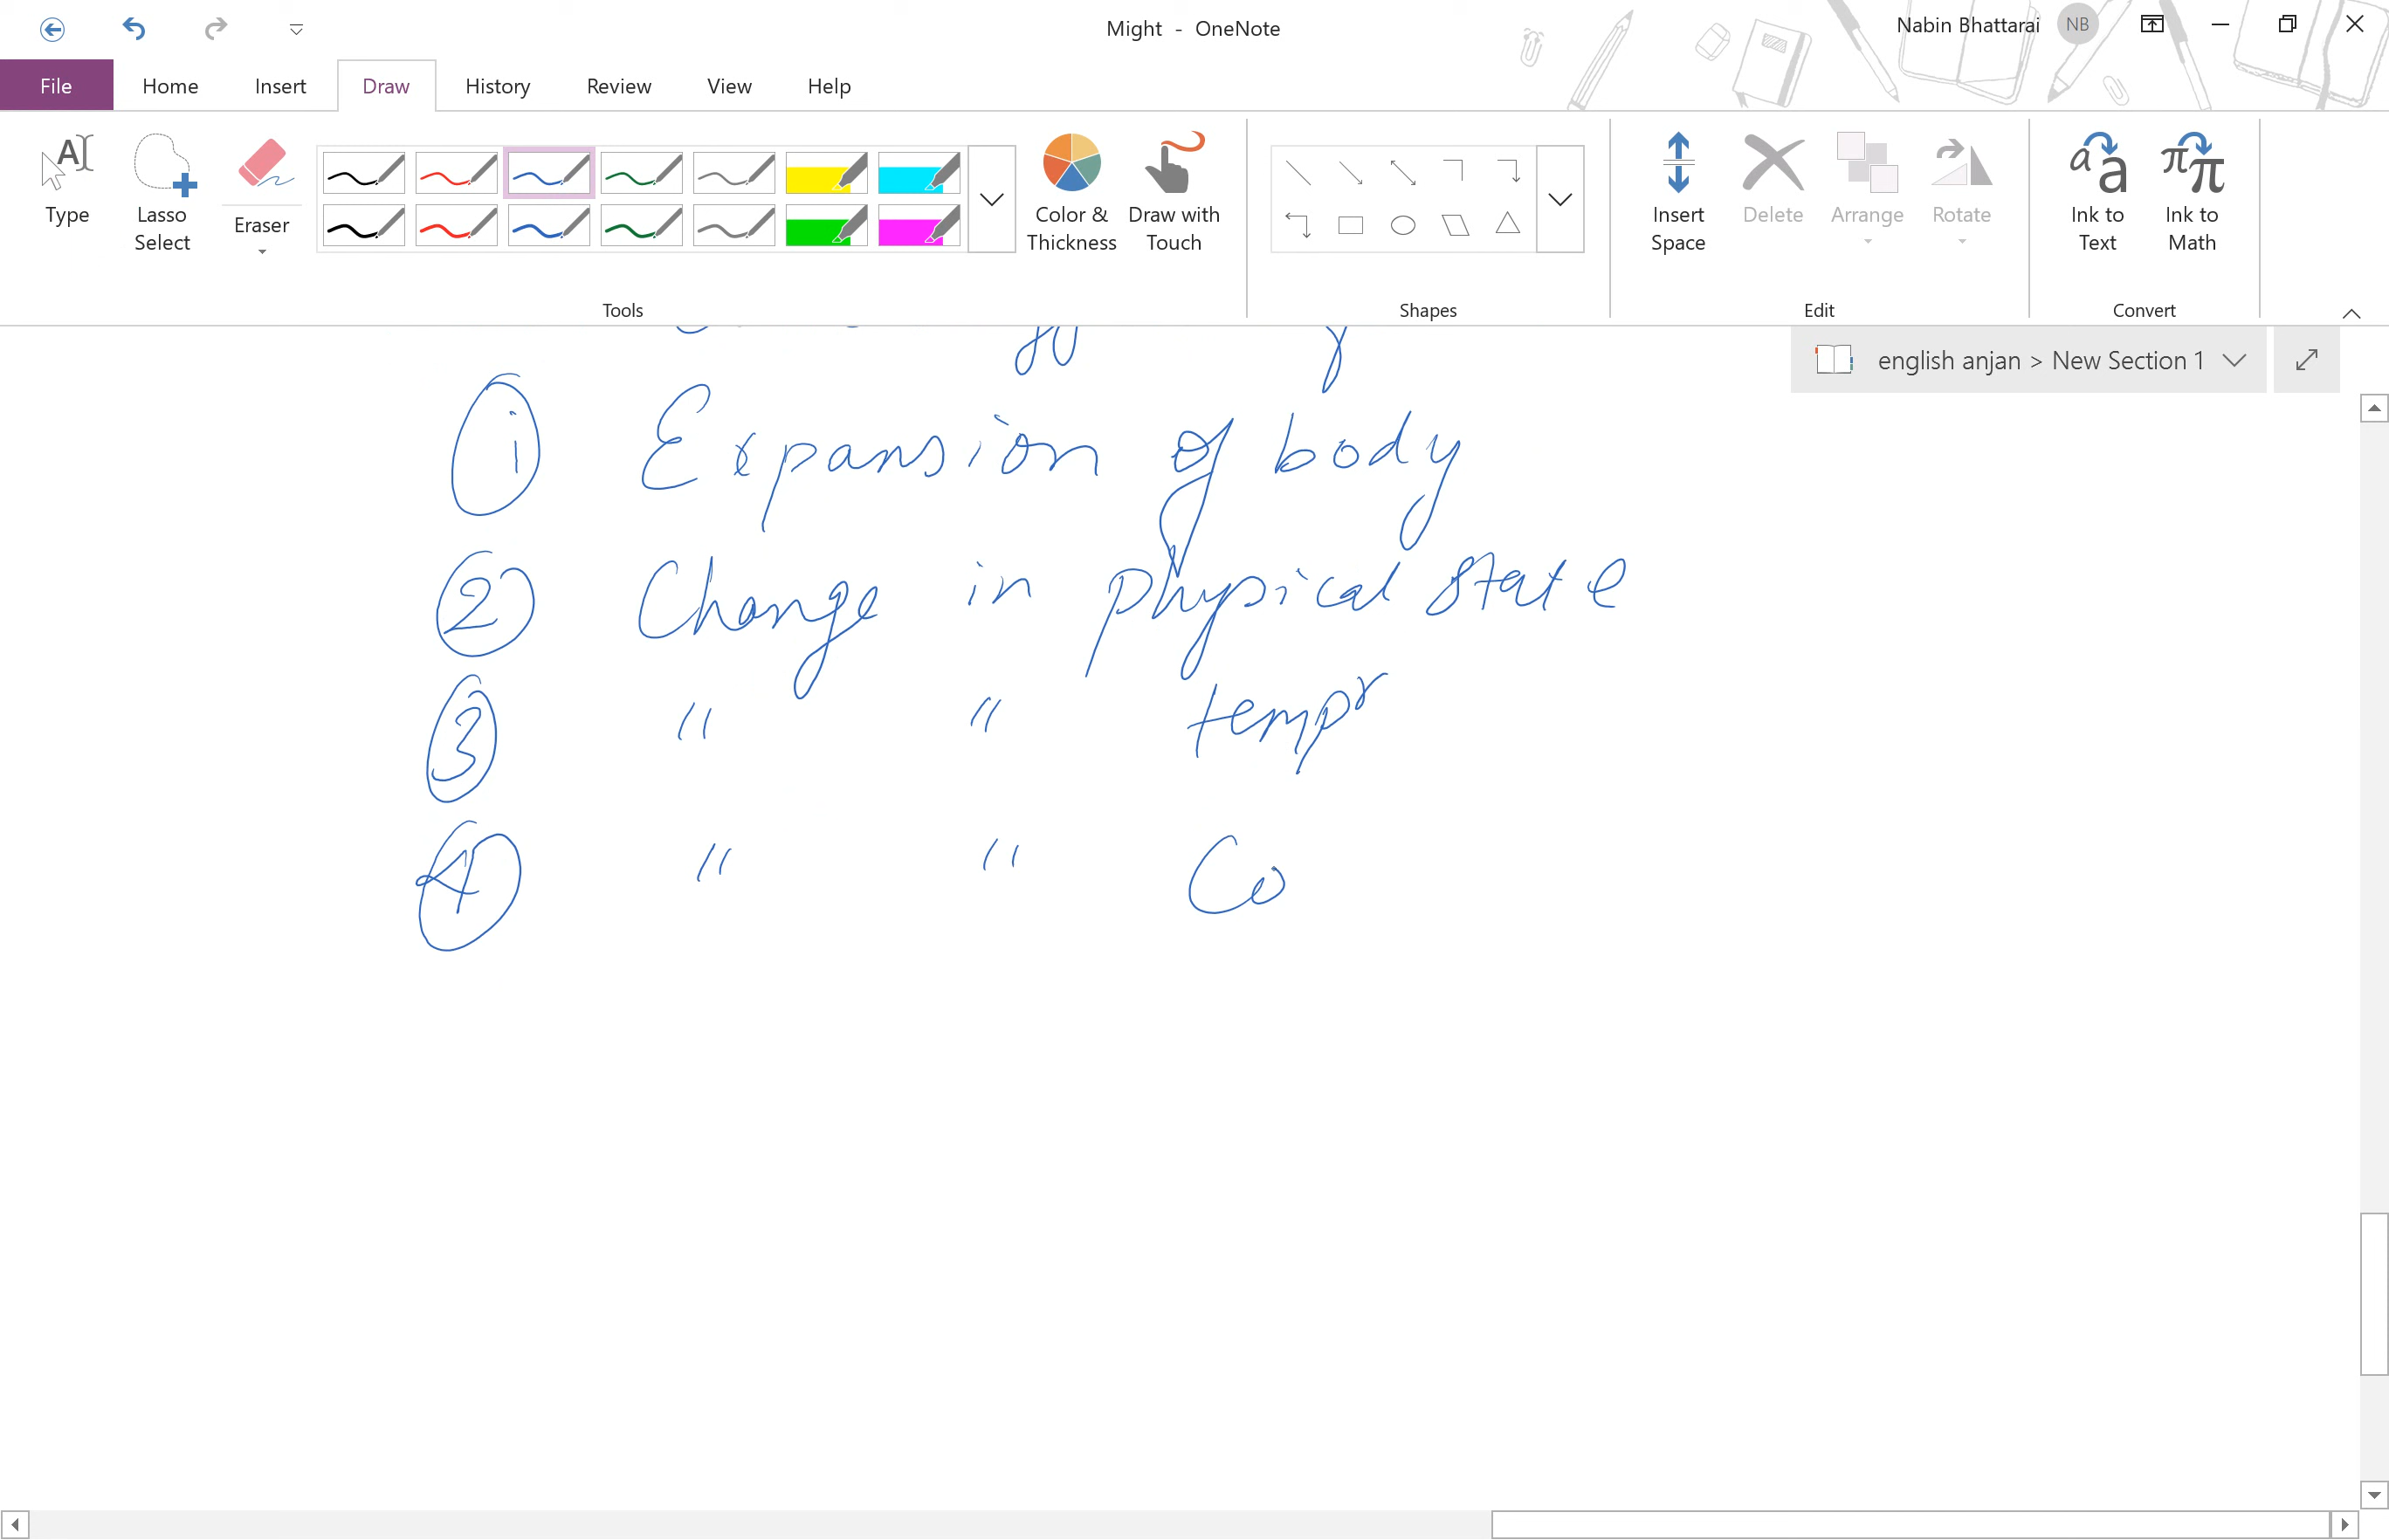 Might - OneNote
Nabin Bhattarai NB
File Home Insert Draw History Review View Help
Type
Lasso Select
Eraser
Color & Thickness
Draw with Touch
Insert Space
Delete
Arrange
Rotate
Ink to Text
Ink to Math
Tools
Shapes
Edit
Convert
english anjan > New Section 1
① Expansion of body
② Change in physical state
③ " " tempr
④ " " Co